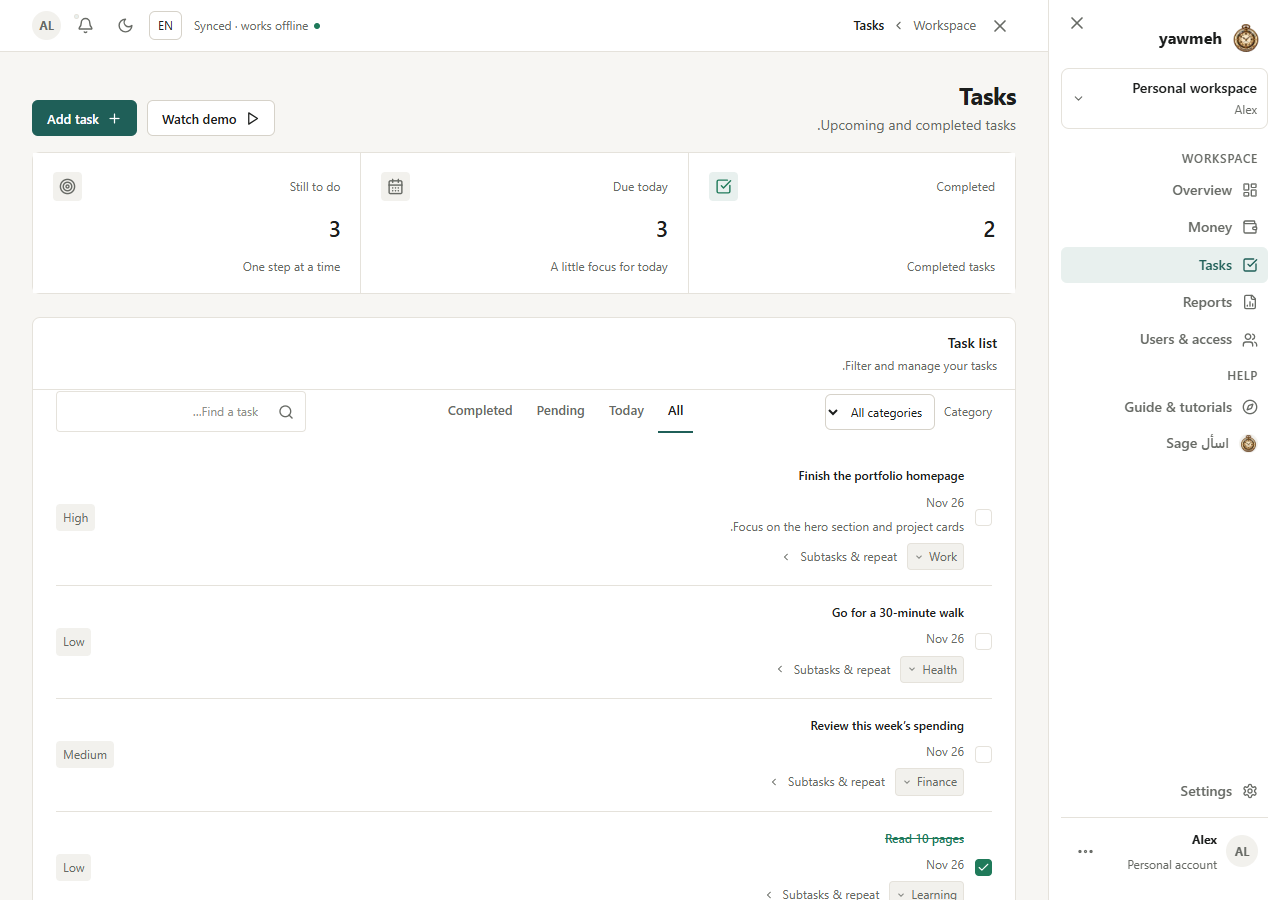 yawmeh
Personal workspace
Alex
WORKSPACE
Overview
Money
Tasks
Reports
Users & access
HELP
Guide & tutorials
اسأل Sage
Settings
Alex
Personal account
AL
Tasks
Workspace
Synced · works offline
EN
AL
Tasks
.Upcoming and completed tasks
Watch demo
Add task
Completed
2
Completed tasks
Due today
3
A little focus for today
Still to do
3
One step at a time
Task list
.Filter and manage your tasks
Category
All categories
All
Today
Pending
Completed
...Find a task
Finish the portfolio homepage
Nov 26
.Focus on the hero section and project cards
Work
Subtasks & repeat
High
Go for a 30-minute walk
Nov 26
Health
Subtasks & repeat
Low
Review this week's spending
Nov 26
Finance
Subtasks & repeat
Medium
Read 10 pages
Nov 26
Learning
Subtasks & repeat
Low